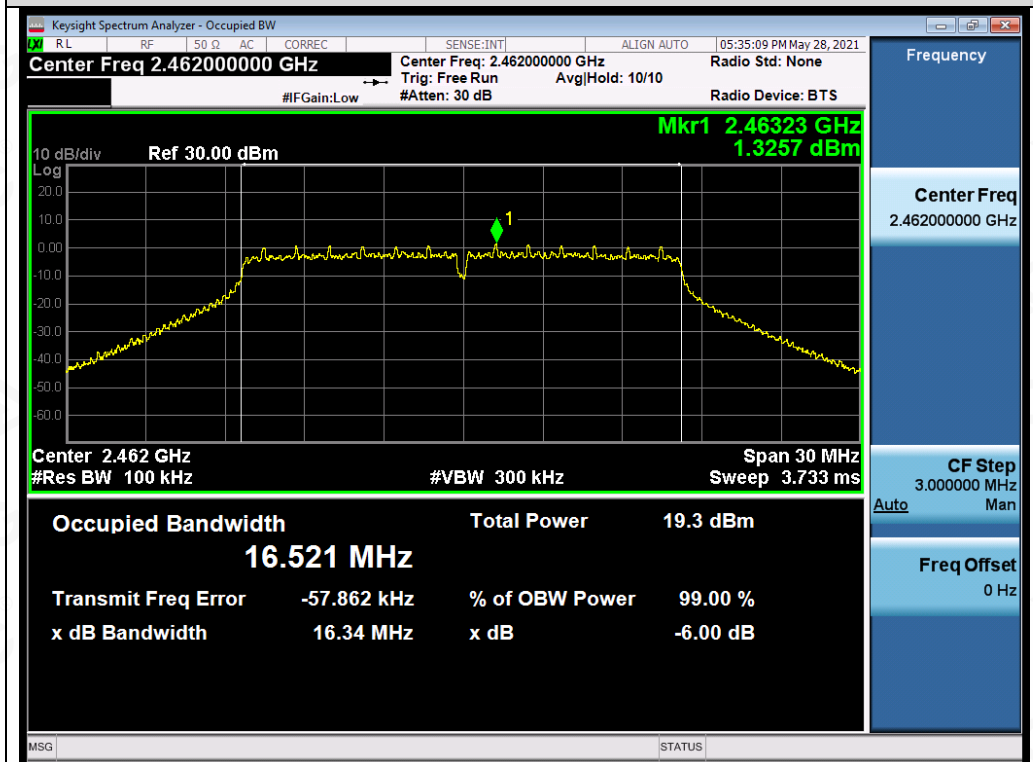 Keysight Spectrum Analyzer - Occupied BW
LXI RL RF 50 Ω AC CORREC SENSE:INT ALIGN AUTO 05:35:09 PM May 28, 2021
Center Freq 2.462000000 GHz
Center Freq: 2.462000000 GHz Radio Std: None
Trig: Free Run Avg|Hold: 10/10
#IFGain:Low #Atten: 30 dB Radio Device: BTS
Frequency
Mkr1 2.46323 GHz
10 dB/div Ref 30.00 dBm 1.3257 dBm
Log
20.0
10.0
0.00
-10.0
-20.0
-30.0
-40.0
-50.0
-60.0
1
Center 2.462 GHz Span 30 MHz
#Res BW 100 kHz #VBW 300 kHz Sweep 3.733 ms
Center Freq
2.462000000 GHz
CF Step
3.000000 MHz
Auto Man
Freq Offset
0 Hz
Occupied Bandwidth Total Power 19.3 dBm
16.521 MHz
Transmit Freq Error -57.862 kHz % of OBW Power 99.00 %
x dB Bandwidth 16.34 MHz x dB -6.00 dB
MSG STATUS